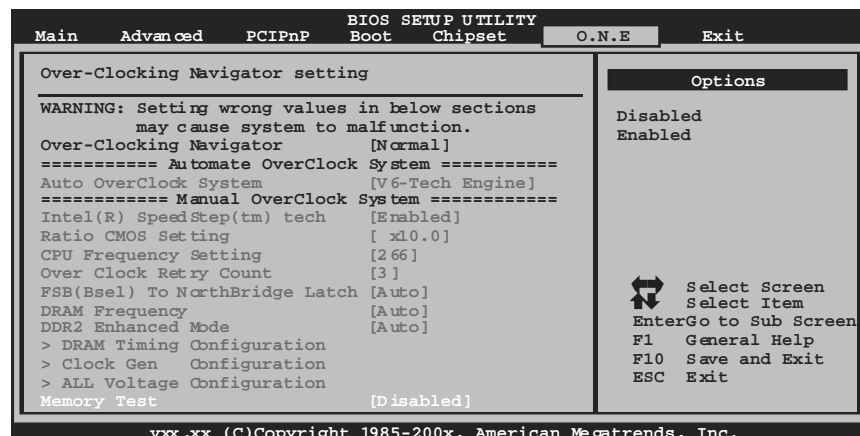 BIOS SETUP UTILITY
Main Advanced PCIPnP Boot Chipset O.N.E Exit
Over-Clocking Navigator setting
WARNING: Setting wrong values in below sections
may cause system to malfunction.
Over-Clocking Navigator [Normal]
=========== Automate OverClock System ===========
Auto OverClock System [V6-Tech Engine]
============ Manual OverClock System ============
Intel(R) SpeedStep(tm) tech [Enabled]
Ratio CMOS Setting [ x10.0]
CPU Frequency Setting [266]
Over Clock Retry Count [3]
FSB(Bsel) To NorthBridge Latch [Auto]
DRAM Frequency [Auto]
DDR2 Enhanced Mode [Auto]
> DRAM Timing Configuration
> Clock Gen Configuration
> ALL Voltage Configuration
Memory Test [Disabled]
Options
Disabled
Enabled
Select Screen
Select Item
EnterGo to Sub Screen
F1 General Help
F10 Save and Exit
ESC Exit
vxx.xx (C)Copyright 1985-200x, American Megatrends, Inc.